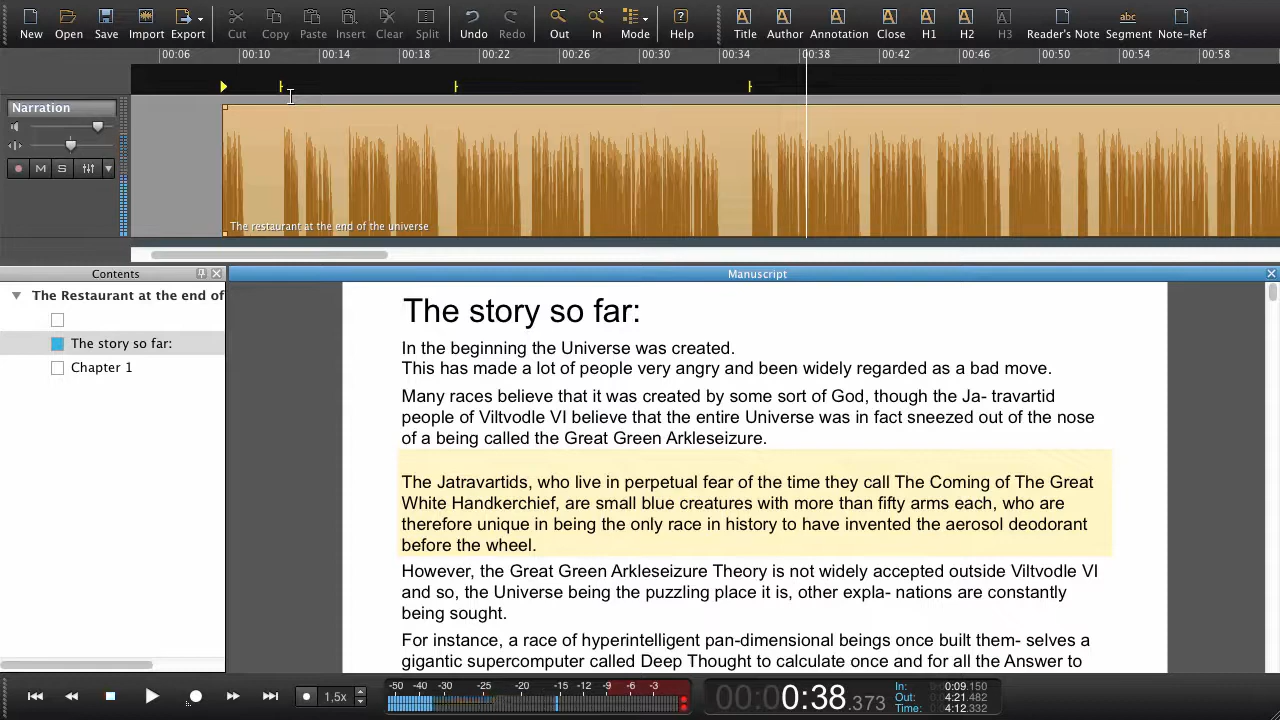 New Open Save Import Export Cut Copy Paste Insert Clear Split Undo Redo Out In Mode Help Title Author Annotation Close H1 H2 H3 Reader's Note Segment Note-Ref
00:06 00:10 00:14 00:18 00:22 00:26 00:30 00:34 00:38 00:42 00:46 00:50 00:54 00:58
Narration
M S
The restaurant at the end of the universe
Contents
The Restaurant at the end of
The story so far:
Chapter 1
Manuscript
The story so far:
In the beginning the Universe was created.
This has made a lot of people very angry and been widely regarded as a bad move.
Many races believe that it was created by some sort of God, though the Ja- travartid
people of Viltvodle VI believe that the entire Universe was in fact sneezed out of the nose
of a being called the Great Green Arkleseizure.
The Jatravartids, who live in perpetual fear of the time they call The Coming of The Great
White Handkerchief, are small blue creatures with more than fifty arms each, who are
therefore unique in being the only race in history to have invented the aerosol deodorant
before the wheel.
However, the Great Green Arkleseizure Theory is not widely accepted outside Viltvodle VI
and so, the Universe being the puzzling place it is, other expla- nations are constantly
being sought.
For instance, a race of hyperintelligent pan-dimensional beings once built them- selves a
gigantic supercomputer called Deep Thought to calculate once and for all the Answer to
1,5x
-50 -40 -30 -25 -20 -15 -12 -9 -6 -3
00:00:38.373
In: 0:09.150
Out: 4:21.482
Time: 4:12.332